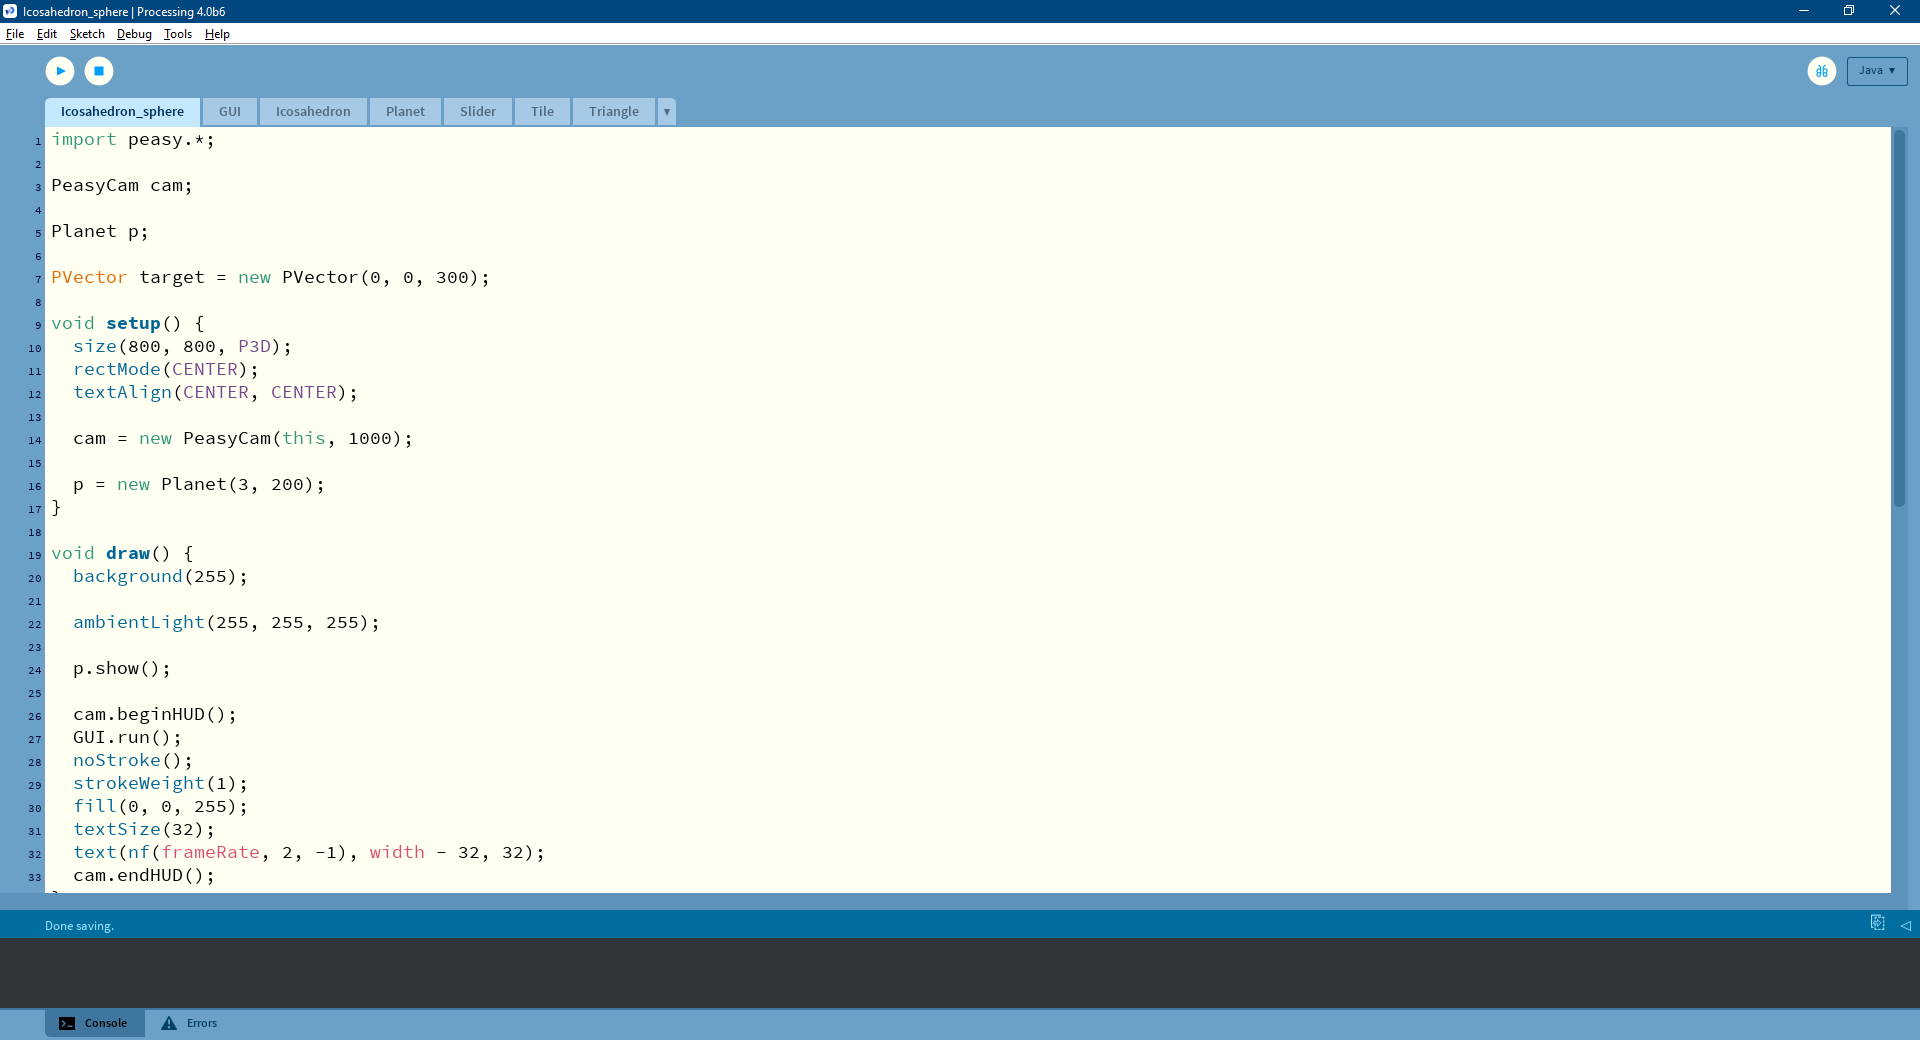 Icosahedron_sphere | Processing 4.0b6
File Edit Sketch Debug Tools Help
Java ▼
Icosahedron_sphere GUI Icosahedron Planet Slider Tile Triangle ▼
1 import peasy.*;
2
3 PeasyCam cam;
4
5 Planet p;
6
7 PVector target = new PVector(0, 0, 300);
8
9 void setup() {
10   size(800, 800, P3D);
11   rectMode(CENTER);
12   textAlign(CENTER, CENTER);
13
14   cam = new PeasyCam(this, 1000);
15
16   p = new Planet(3, 200);
17 }
18
19 void draw() {
20   background(255);
21
22   ambientLight(255, 255, 255);
23
24   p.show();
25
26   cam.beginHUD();
27   GUI.run();
28   noStroke();
29   strokeWeight(1);
30   fill(0, 0, 255);
31   textSize(32);
32   text(nf(frameRate, 2, -1), width - 32, 32);
33   cam.endHUD();
Done saving.
Console Errors